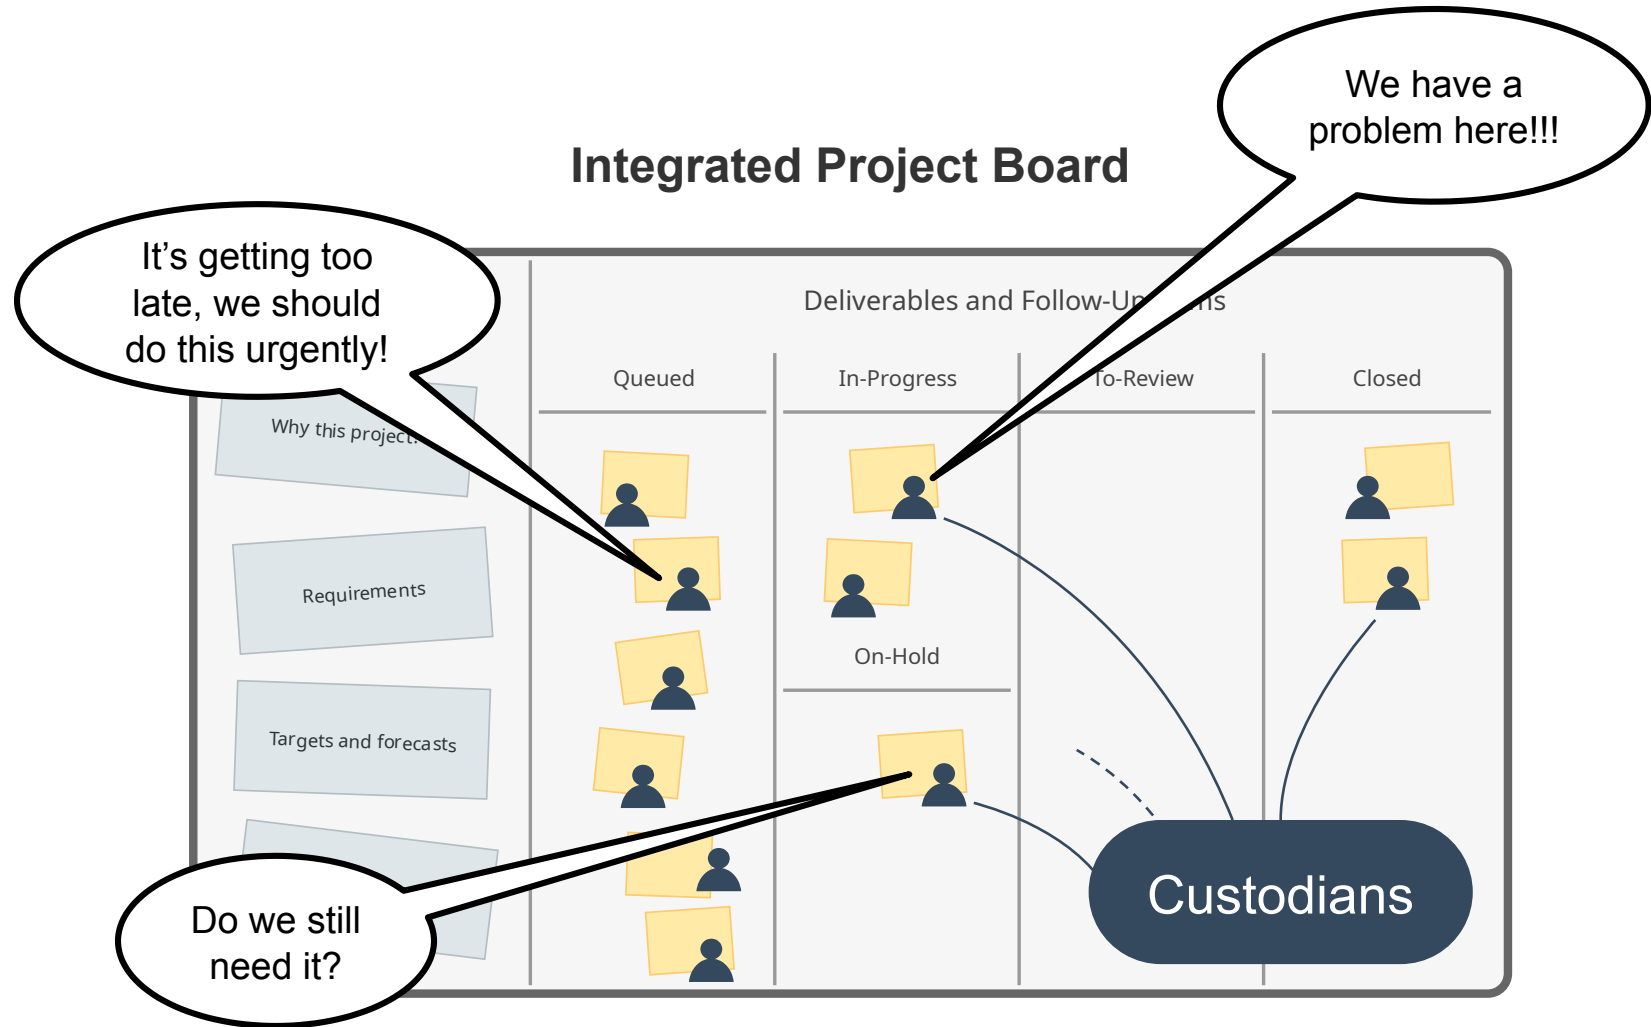 We have a
problem here!!!
Integrated Project Board
It's getting too
late, we should
do this urgently!
Deliverables and Follow-Up
Queued
In-Progress
To-Review
Closed
Why this project?
Requirements
On-Hold
Targets and forecasts
Do we still
need it?
Custodians